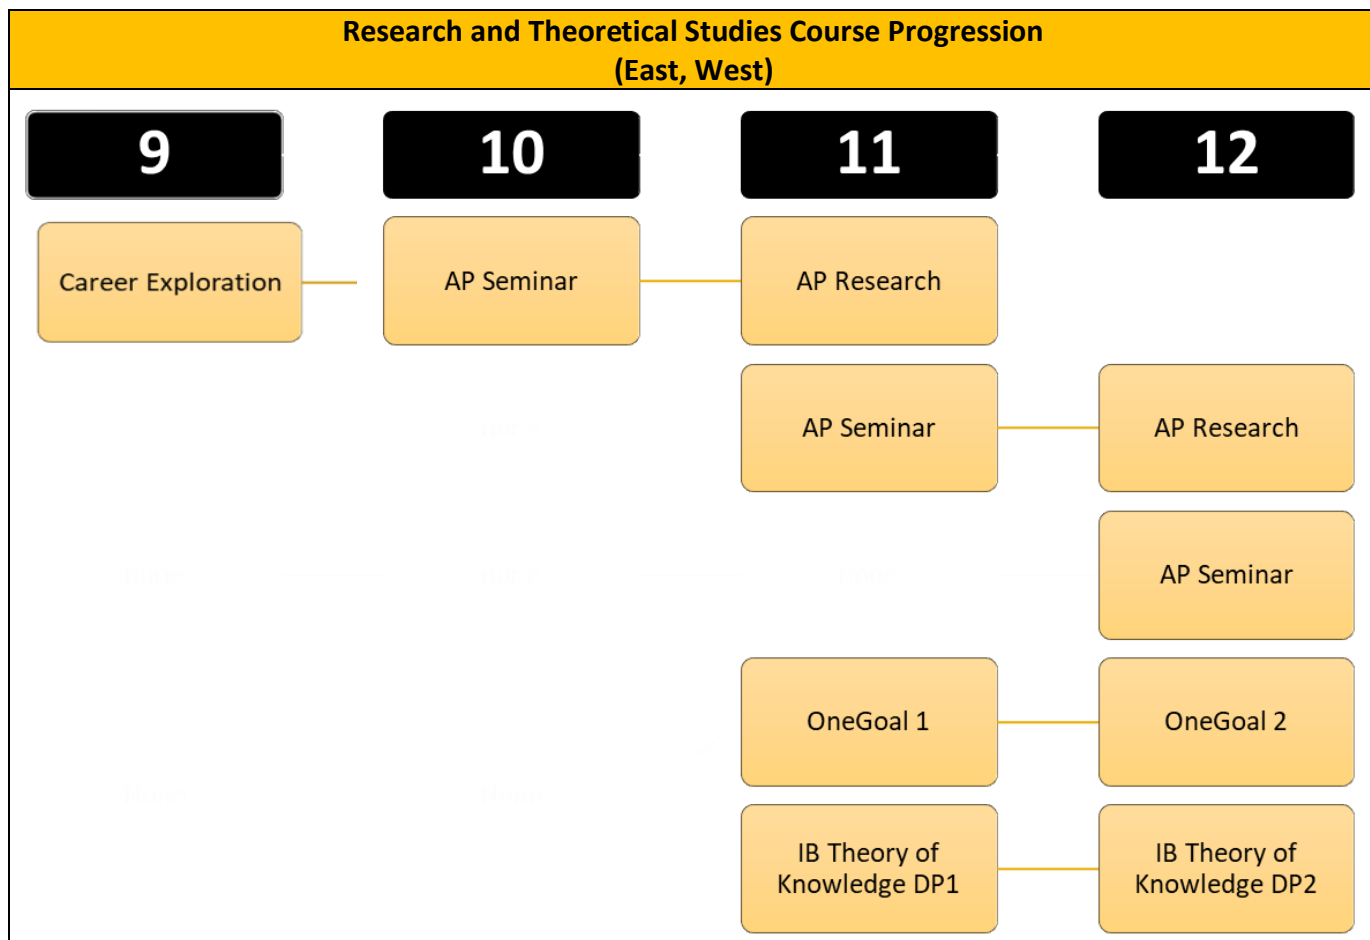 Research and Theoretical Studies Course Progression
(East, West)
9
10
11
12
Career Exploration
AP Seminar
AP Research
AP Seminar
AP Research
AP Seminar
OneGoal 1
OneGoal 2
IB Theory of
Knowledge DP1
IB Theory of
Knowledge DP2